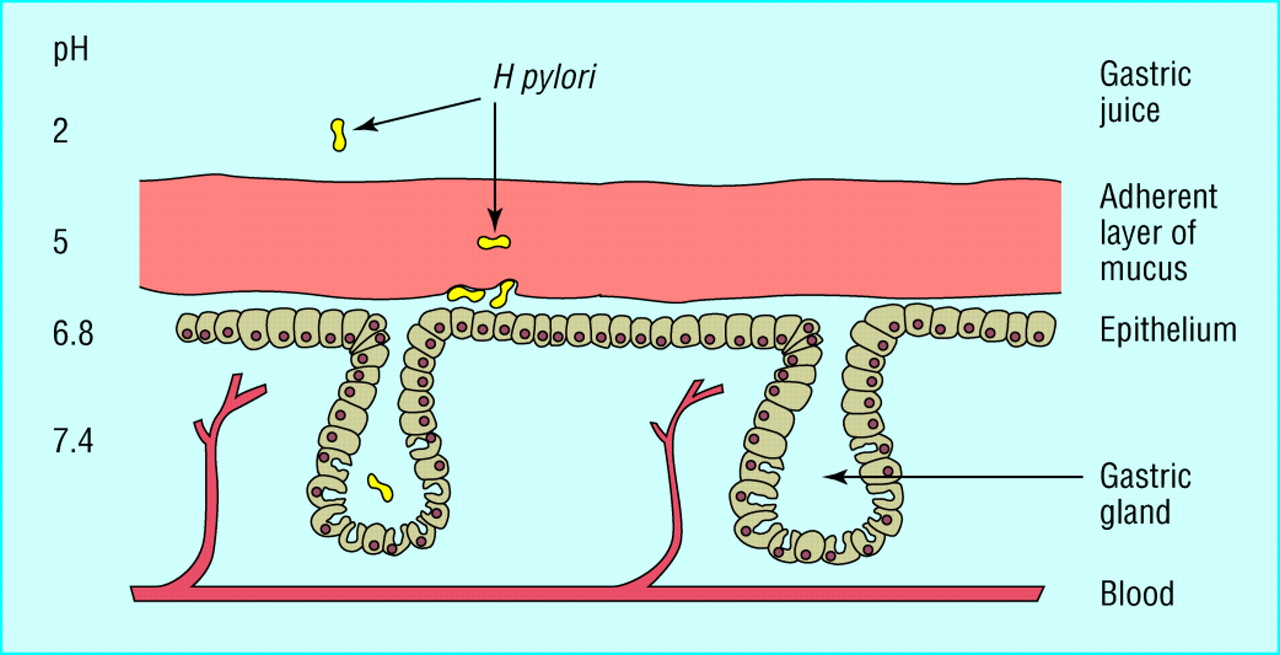 pH
2
5
6.8
7.4
H pylori
Gastric
juice
Adherent
layer of
mucus
Epithelium
Gastric
gland
Blood